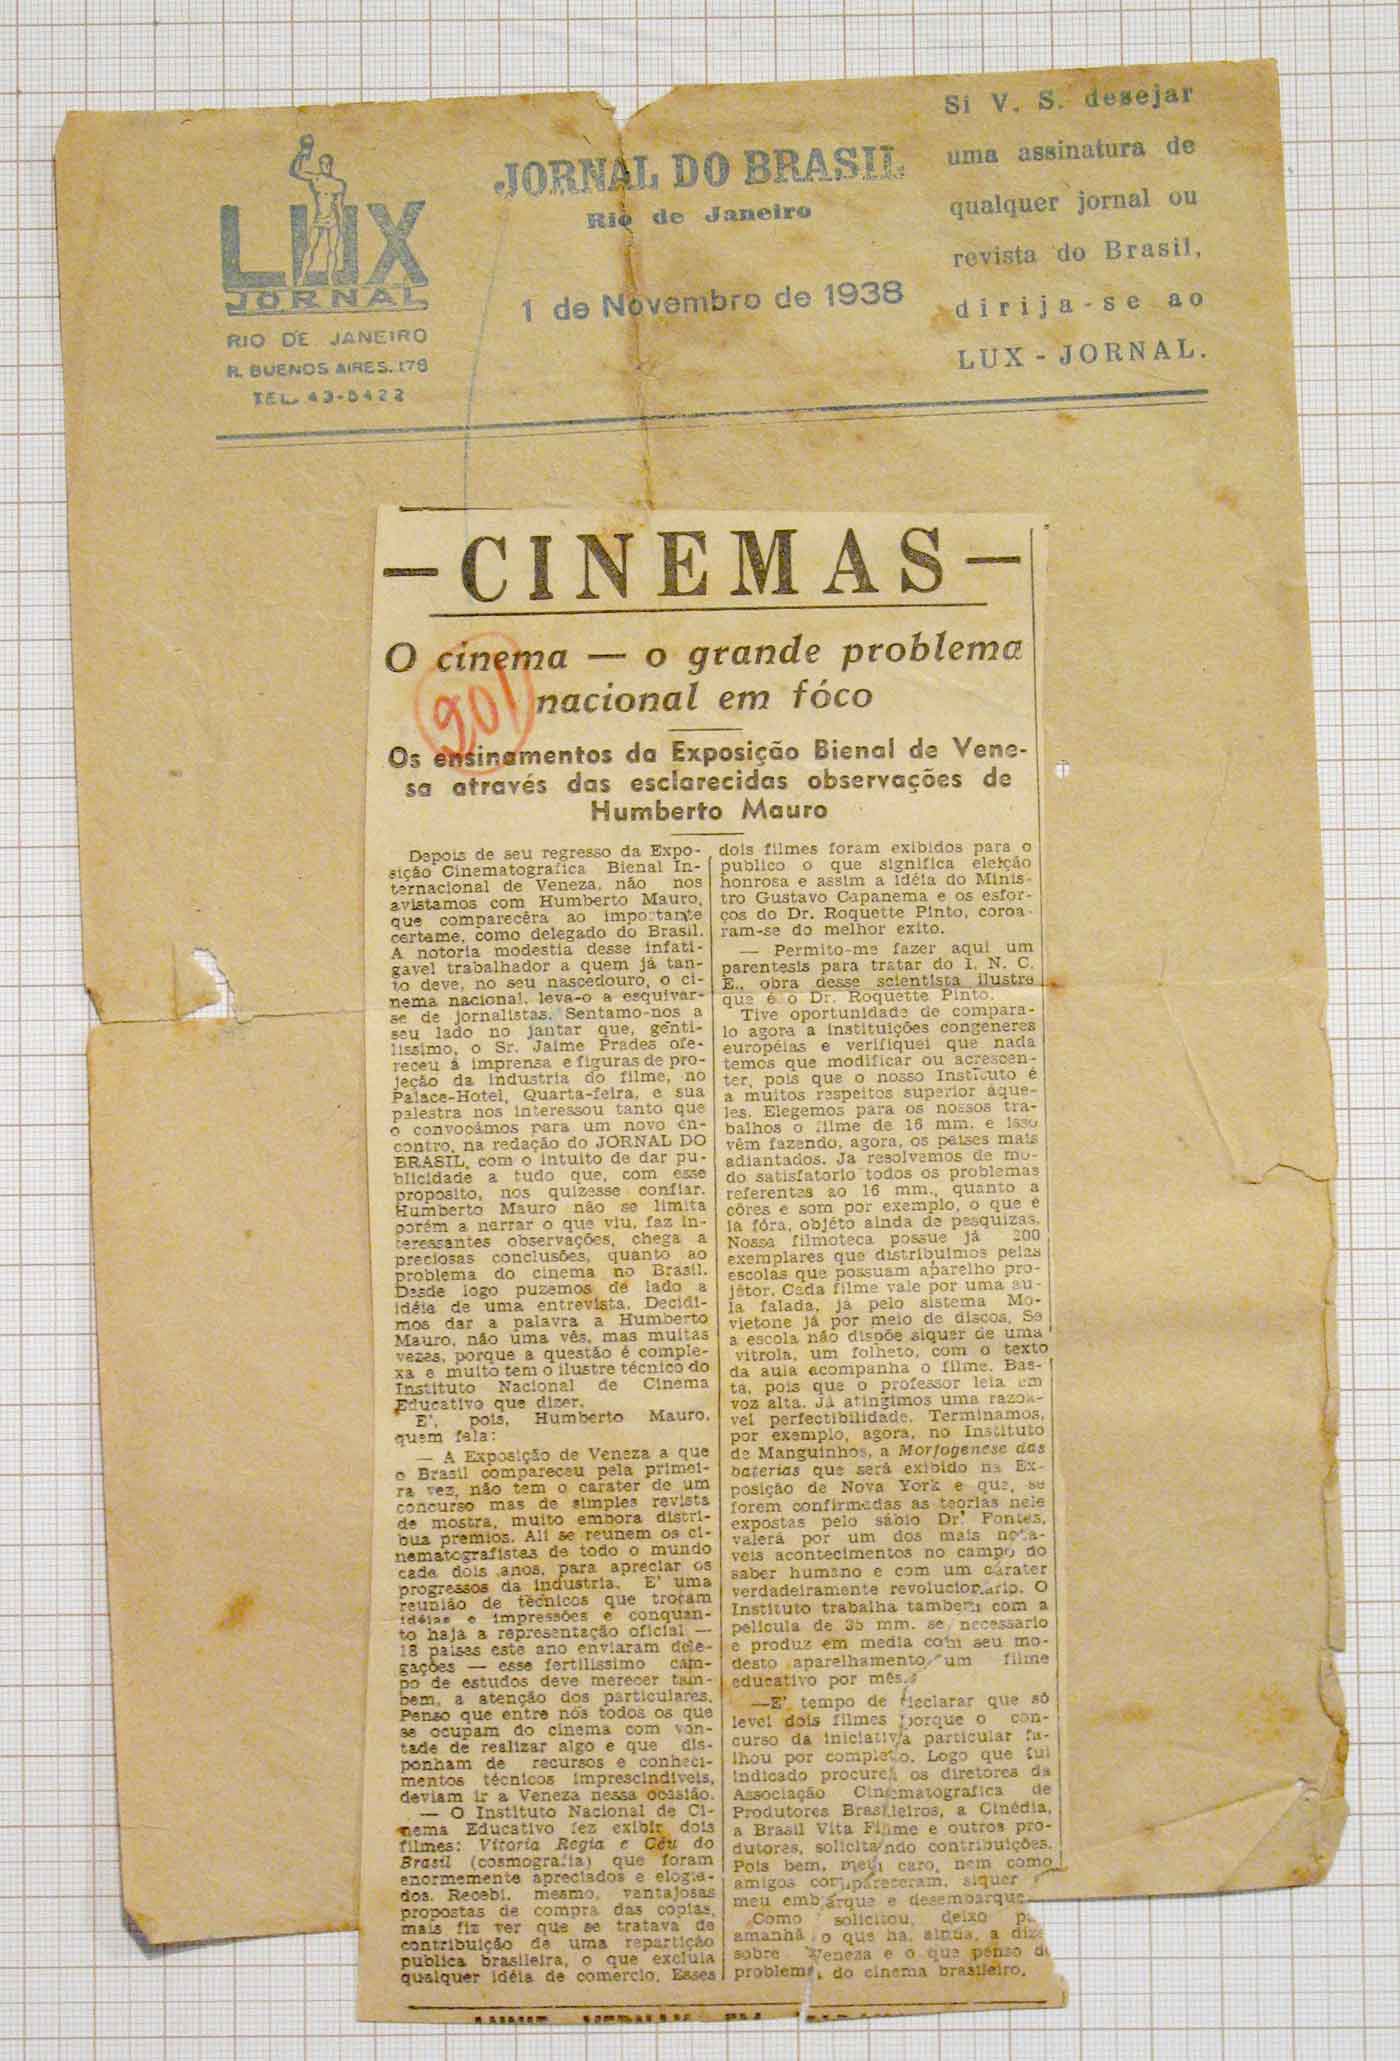 LUX
JORNAL
RIO DE JANEIRO
R. BUENOS AIRES, 178
TEL. 43-8422
JORNAL DO BRASIL
Rio de Janeiro
1 de Novembro de 1938
Si V. S. desejar
uma assinatura de
qualquer jornal ou
revista do Brasil,
dirija-se ao
LUX - JORNAL.
— CINEMAS —
O cinema — o grande problema
nacional em fóco
201
Os ensinamentos da Exposição Bienal de Vene-
sa através das esclarecidas observações de
Humberto Mauro
Depois de seu regresso da Expo-
sição Cinematografica Bienal In-
ternacional de Veneza, não nos
avistamos com Humberto Mauro,
que comparecêra ao importante
certame, como delegado do Brasil.
A notoria modestia desse infati-
gavel trabalhador a quem já tan-
to deve, no seu nascedouro, o ci-
nema nacional, leva-o a esquivar-
se de jornalistas. Sentamo-nos a
seu lado no jantar que, genti-
lissimo, o Sr. Jaime Prades ofe-
receu á imprensa e figuras de pro-
jeção da industria do filme, no
Palace-Hotel, Quarta-feira, e sua
palestra nos interessou tanto que
o convocámos para um novo en-
contro, na redação do JORNAL DO
BRASIL, com o intuito de dar pu-
blicidade a tudo que, com esse
proposito, nos quizesse confiar.
Humberto Mauro não se limita
porém a narrar o que viu, faz in-
teressantes observações, chega a
preciosas conclusões, quanto ao
problema do cinema no Brasil.
Desde logo puzemos de lado a
idéia de uma entrevista. Decidi-
mos dar a palavra a Humberto
Mauro, não uma vês, mas muitas
vezes, porque a questão é comple-
xa e muito tem o ilustre técnico do
Instituto Nacional de Cinema
Educativo que dizer.
E', pois, Humberto Mauro,
quem fala:
— A Exposição de Veneza a que
o Brasil compareceu pela primei-
ra vez, não tem o carater de um
concurso mas de simples revista
de mostra, muito embora distri-
bua premios. Ali se reunem os ci-
nematografistas de todo o mundo
cada dois anos, para apreciar os
progressos da industria. E' uma
reunião de técnicos que trocam
idéias e impressões e conquan-
to haja a representação oficial —
18 paises este ano enviaram dele-
gações — esse fertilissimo cam-
po de estudos deve merecer tam-
bem, a atenção dos particulares.
Penso que entre nós todos os que
se ocupam do cinema com von-
tade de realizar algo e que dis-
ponham de recursos e conheci-
mentos técnicos imprescindiveis,
deviam ir a Veneza nessa ocasião.
— O Instituto Nacional de Ci-
nema Educativo fez exibir dois
filmes: Vitoria Regia e Céu do
Brasil (cosmografia) que foram
enormemente apreciados e elogia-
dos. Recebi, mesmo, vantajosas
propostas de compra das copias,
mais fiz ver que se tratava de
contribuição de uma repartição
publica brasileira, o que excluia
qualquer idéia de comercio. Esses
dois filmes foram exibidos para o
publico o que significa eleição
honrosa e assim a idéia do Minis-
tro Gustavo Capanema e os esfor-
ços do Dr. Roquette Pinto, coroa-
ram-se do melhor exito.
— Permito-me fazer aqui um
parentesis para tratar do I. N. C.
E., obra desse scientista ilustre
que é o Dr. Roquette Pinto.
Tive oportunidade de compara-
lo agora a instituições congeneres
européias e verifiquei que nada
temos que modificar ou acrescen-
ter, pois que o nosso Instituto é
a muitos respeitos superior áque-
les. Elegemos para os nossos tra-
balhos o filme de 16 mm. e isso
vêm fazendo, agora, os paises mais
adiantados. Ja resolvemos de mo-
do satisfatorio todos os problemas
referentes ao 16 mm., quanto a
côres e som por exemplo, o que é
lá fóra, objéto ainda de pesquizas.
Nossa filmoteca possue já 200
exemplares que distribuimos pelas
escolas que possuam aparelho pro-
jétor. Cada filme vale por uma au-
la falada, já pelo sistema Mo-
vietone já por meio de discos. Se
a escola não dispõe siquer de uma
vitrola, um folheto, com o texto
da aula acompanha o filme. Bas-
ta, pois que o professor leia em
voz alta. Já atingimos uma razoa-
vel perfectibilidade. Terminamos,
por exemplo, agora, no Instituto
de Manguinhos, a Morfogenese das
baterias que será exibido na Ex-
posição de Nova York e que, se
forem confirmadas as teorias nele
expostas pelo sábio Dr. Fontes,
valerá por um dos mais nota-
veis acontecimentos no campo do
saber humano e com um carater
verdadeiramente revolucionario. O
Instituto trabalha tambem com a
pelicula de 35 mm. se necessario
e produz em media com seu mo-
desto aparelhamento um filme
educativo por mês.
—E' tempo de declarar que só
levei dois filmes porque o con-
curso da iniciativa particular fa-
lhou por completo. Logo que fui
indicado procurei os diretores da
Associação Cinematografica de
Produtores Brasileiros, a Cinédia,
a Brasil Vita Filme e outros pro-
dutores, solicitando contribuições.
Pois bem, meu caro, nem como
amigos compareceram, siquer
meu embarque e desembarque
Como solicitou, deixo
amanhã o que ha, ainda, a
sobre Veneza e o que penso
problema do cinema brasileiro.